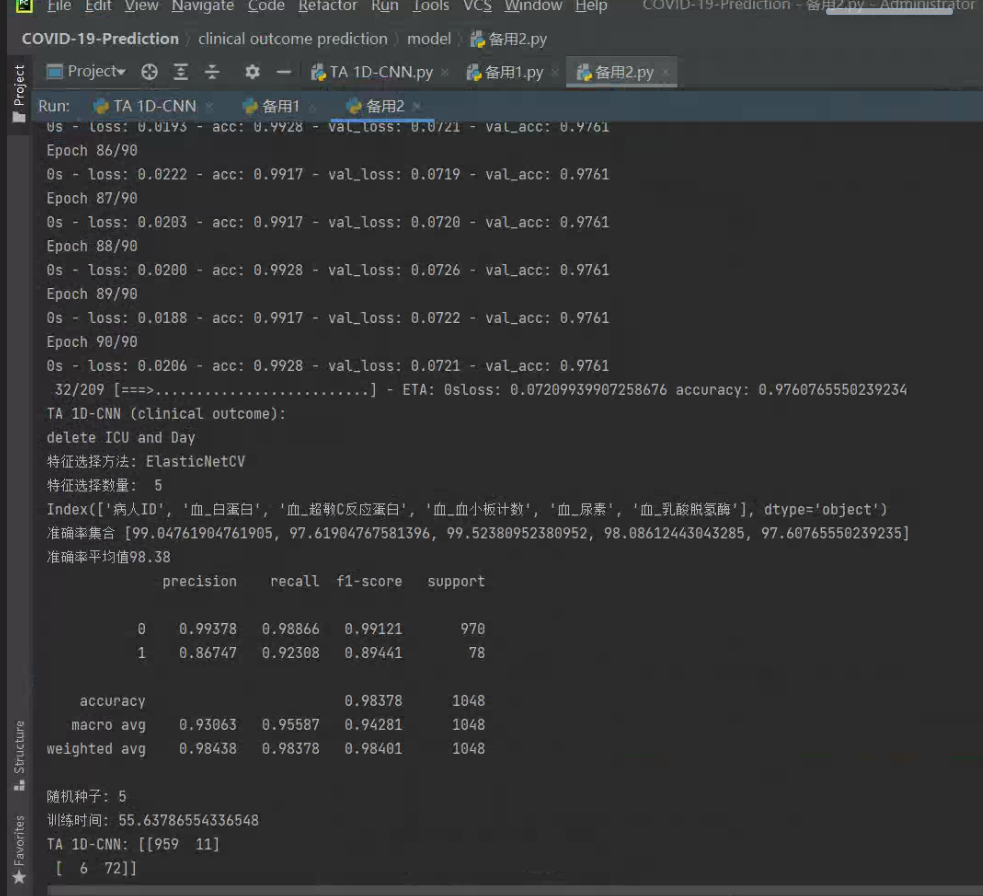 File Edit View Navigate Code Refactor Run Tools VCS Window Help COVID-19-Prediction - 备用2.py - Administrator
COVID-19-Prediction clinical outcome prediction model 备用2.py
Project TA 1D-CNN.py × 备用1.py × 备用2.py ×
Project
Run: TA 1D-CNN × 备用1 × 备用2 ×
0s - loss: 0.0193 - acc: 0.9928 - val_loss: 0.0721 - val_acc: 0.9761
Epoch 86/90
0s - loss: 0.0222 - acc: 0.9917 - val_loss: 0.0719 - val_acc: 0.9761
Epoch 87/90
0s - loss: 0.0203 - acc: 0.9917 - val_loss: 0.0720 - val_acc: 0.9761
Epoch 88/90
0s - loss: 0.0200 - acc: 0.9928 - val_loss: 0.0726 - val_acc: 0.9761
Epoch 89/90
0s - loss: 0.0188 - acc: 0.9917 - val_loss: 0.0722 - val_acc: 0.9761
Epoch 90/90
0s - loss: 0.0206 - acc: 0.9928 - val_loss: 0.0721 - val_acc: 0.9761
32/209 [===>..........................] - ETA: 0sloss: 0.07209939907258676 accuracy: 0.9760765550239234
TA 1D-CNN (clinical outcome):
delete ICU and Day
特征选择方法: ElasticNetCV
特征选择数量: 5
Index(['病人ID', '血_白蛋白', '血_超敏C反应蛋白', '血_血小板计数', '血_尿素', '血_乳酸脱氢酶'], dtype='object')
准确率集合 [99.04761904761905, 97.61904767581396, 99.52380952380952, 98.08612443043285, 97.60765550239235]
准确率平均值98.38
precision recall f1-score support
0 0.99378 0.98866 0.99121 970
1 0.86747 0.92308 0.89441 78
accuracy 0.98378 1048
macro avg 0.93063 0.95587 0.94281 1048
weighted avg 0.98438 0.98378 0.98401 1048
随机种子: 5
训练时间: 55.63786554336548
TA 1D-CNN: [[959 11]
[ 6 72]]
Structure
Favorites